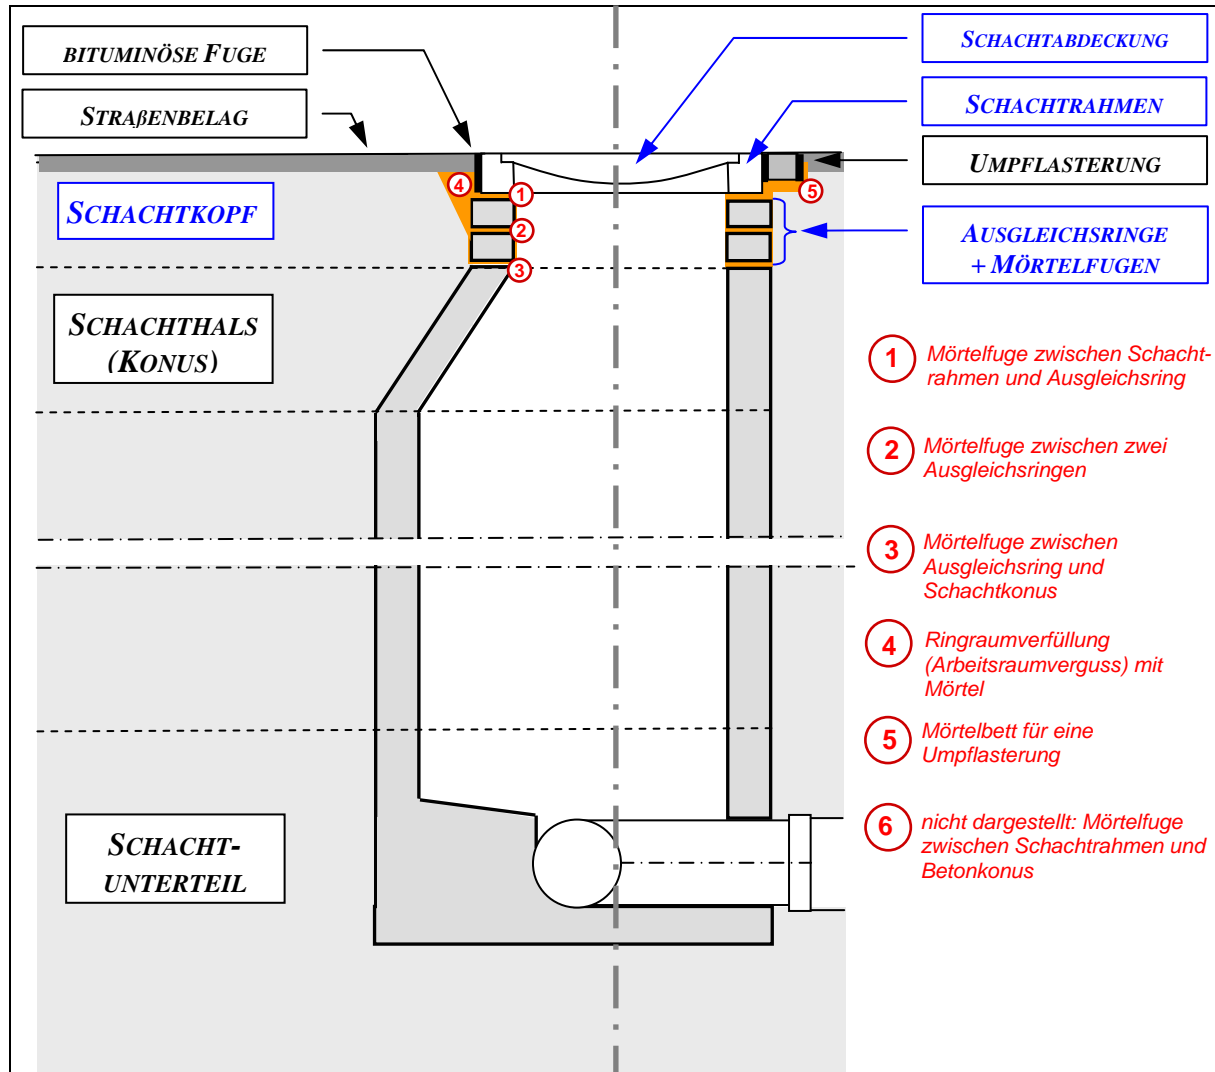 BITUMINÖSE FUGE
STRAßENBELAG
SCHACHTABDECKUNG
SCHACHTRAHMEN
UMPFLASTERUNG
SCHACHTKOPF
AUSGLEICHSRINGE
+ MÖRTELFUGEN
SCHACHTHALS
(KONUS)
SCHACHT-
UNTERTEIL
4
1
2
3
5
1 Mörtelfuge zwischen Schacht-
rahmen und Ausgleichsring
2 Mörtelfuge zwischen zwei
Ausgleichsringen
3 Mörtelfuge zwischen
Ausgleichsring und
Schachtkonus
4 Ringraumverfüllung
(Arbeitsraumverguss) mit
Mörtel
5 Mörtelbett für eine
Umpflasterung
6 nicht dargestellt: Mörtelfuge
zwischen Schachtrahmen und
Betonkonus